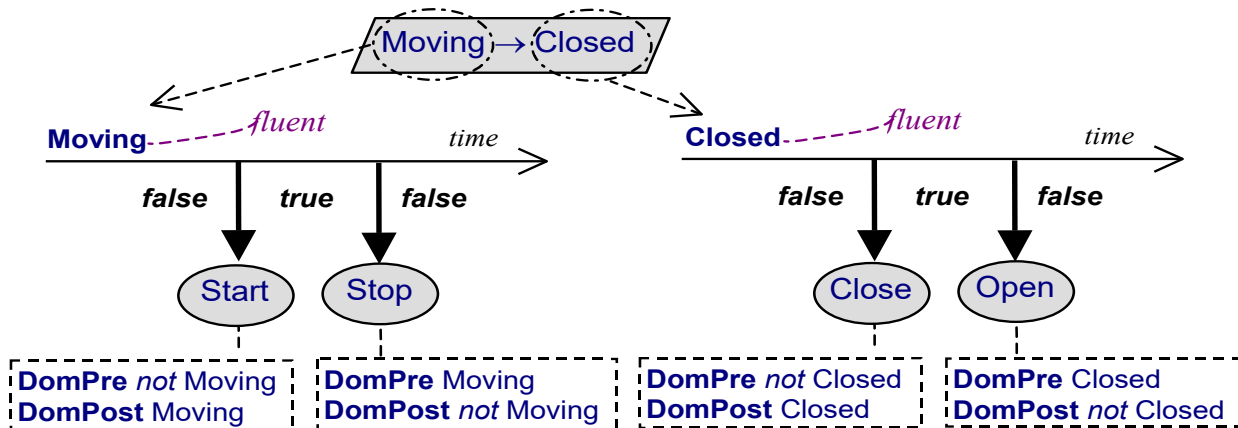 Moving → Closed
Moving
fluent
time
false
true
false
Start
Stop
DomPre not Moving
DomPost Moving
DomPre Moving
DomPost not Moving
Closed
fluent
time
false
true
false
Close
Open
DomPre not Closed
DomPost Closed
DomPre Closed
DomPost not Closed